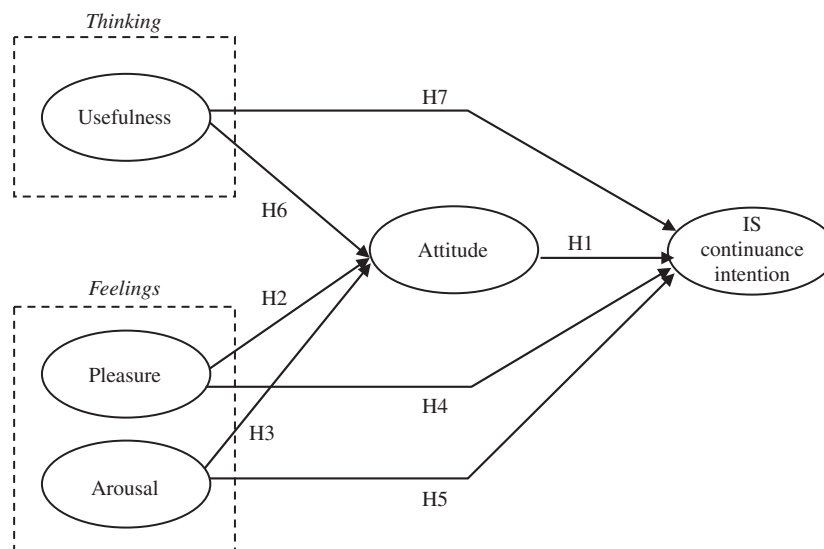 Thinking
Usefulness
H7
H6
Attitude
H1
IS
continuance
intention
Feelings
H2
Pleasure
H4
H3
Arousal
H5